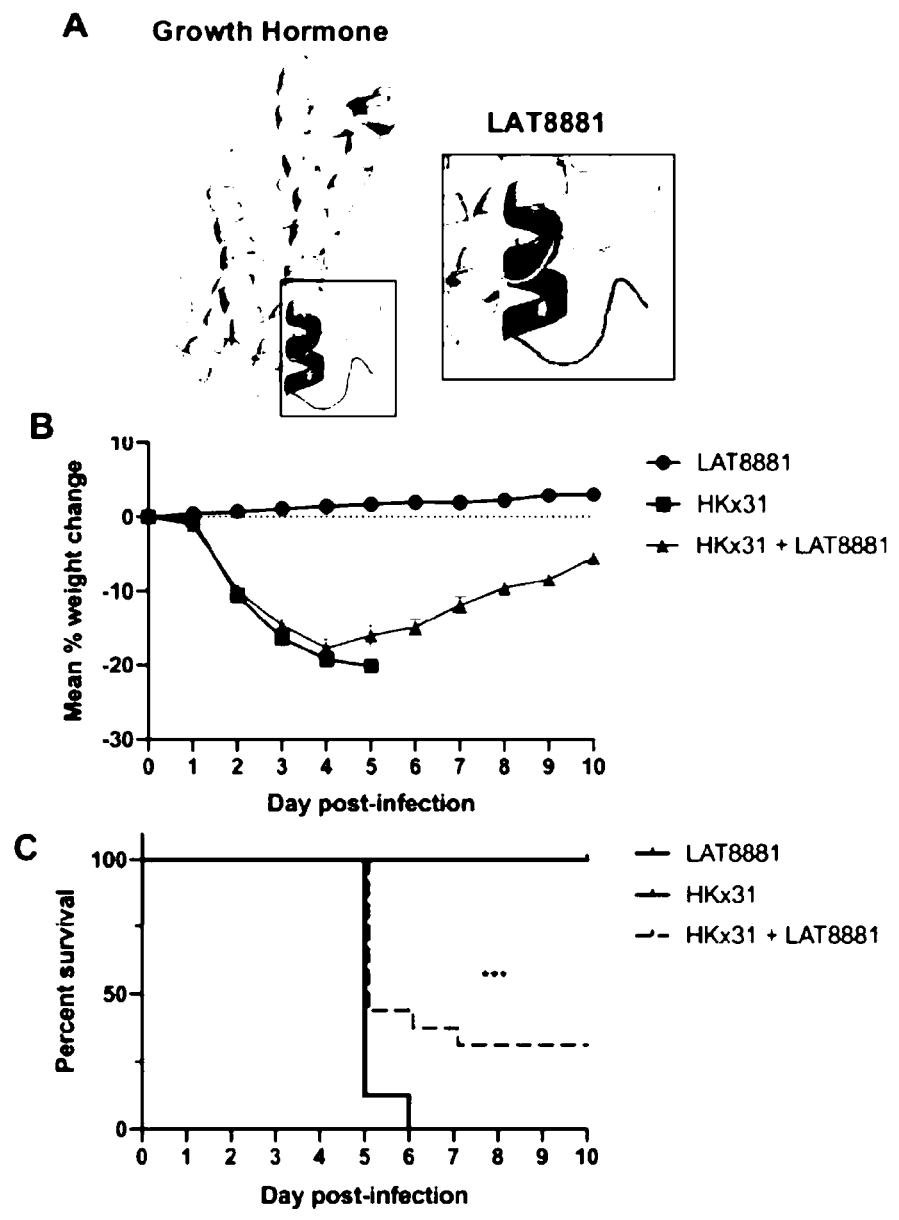 A
Growth Hormone
LAT8881
B
Mean % weight change
10
0
-10
-20
-30
0 1 2 3 4 5 6 7 8 9 10
Day post-infection
LAT8881
HKx31
HKx31 + LAT8881
C
Percent survival
100
50
0
***
0 1 2 3 4 5 6 7 8 9 10
Day post-infection
LAT8881
HKx31
HKx31 + LAT8881